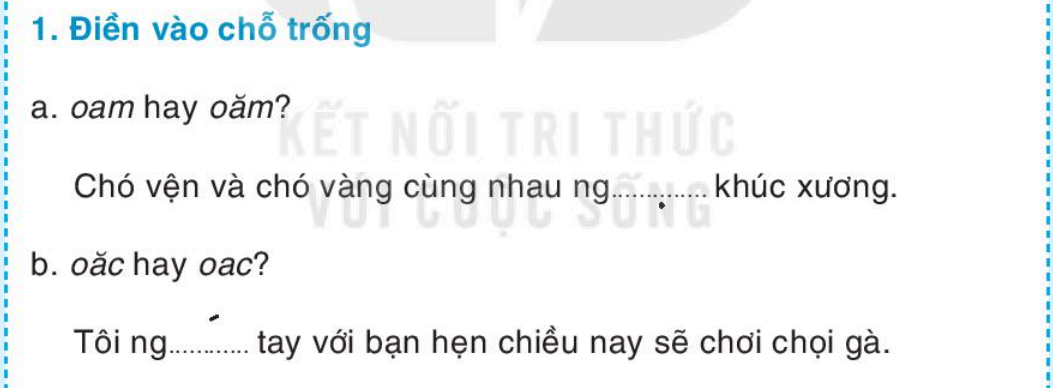 1. Điền vào chỗ trống
a. oam hay oăm?
KẾT NỐI TRI THỨC
Chó vện và chó vàng cùng nhau ng.............. khúc xương.
VỚI CUỘC SỐNG
b. oăc hay oac?
Tôi ng............ tay với bạn hẹn chiều nay sẽ chơi chọi gà.